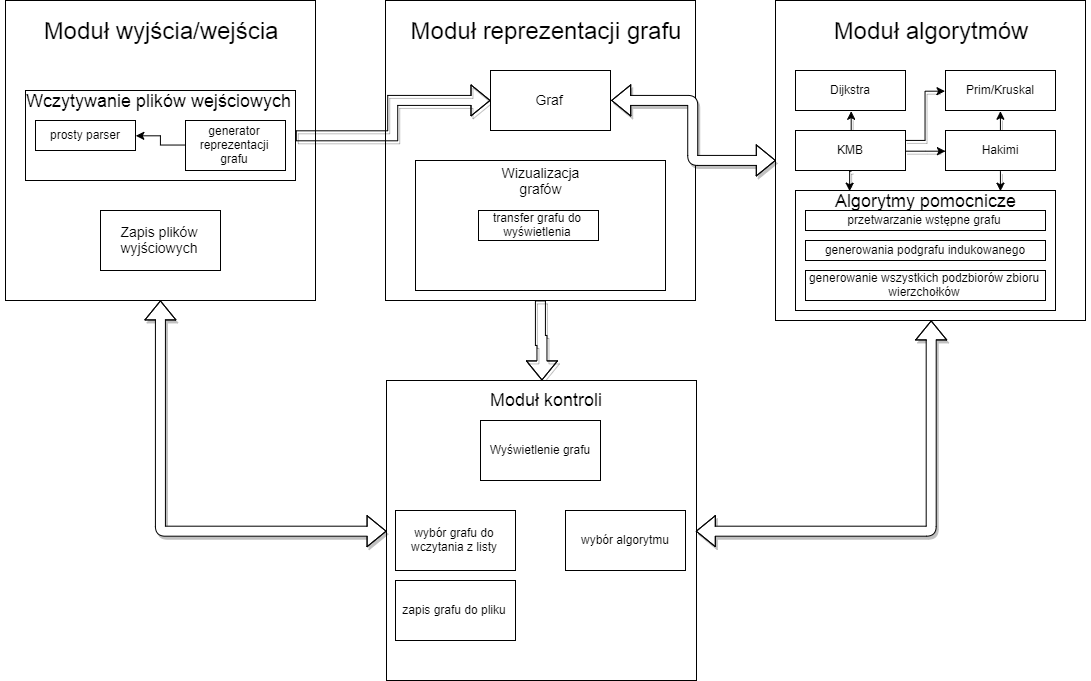 Moduł wyjścia/wejścia
Wczytywanie plików wejściowych
prosty parser
generator
reprezentacji
grafu
Zapis plików
wyjściowych
Moduł reprezentacji grafu
Graf
Wizualizacja
grafów
transfer grafu do
wyświetlenia
Moduł algorytmów
Dijkstra
Prim/Kruskal
KMB
Hakimi
Algorytmy pomocnicze
przetwarzanie wstępne grafu
generowania podgrafu indukowanego
generowanie wszystkich podzbiorów zbioru
wierzchołków
Moduł kontroli
Wyświetlenie grafu
wybór grafu do
wczytania z listy
wybór algorytmu
zapis grafu do pliku